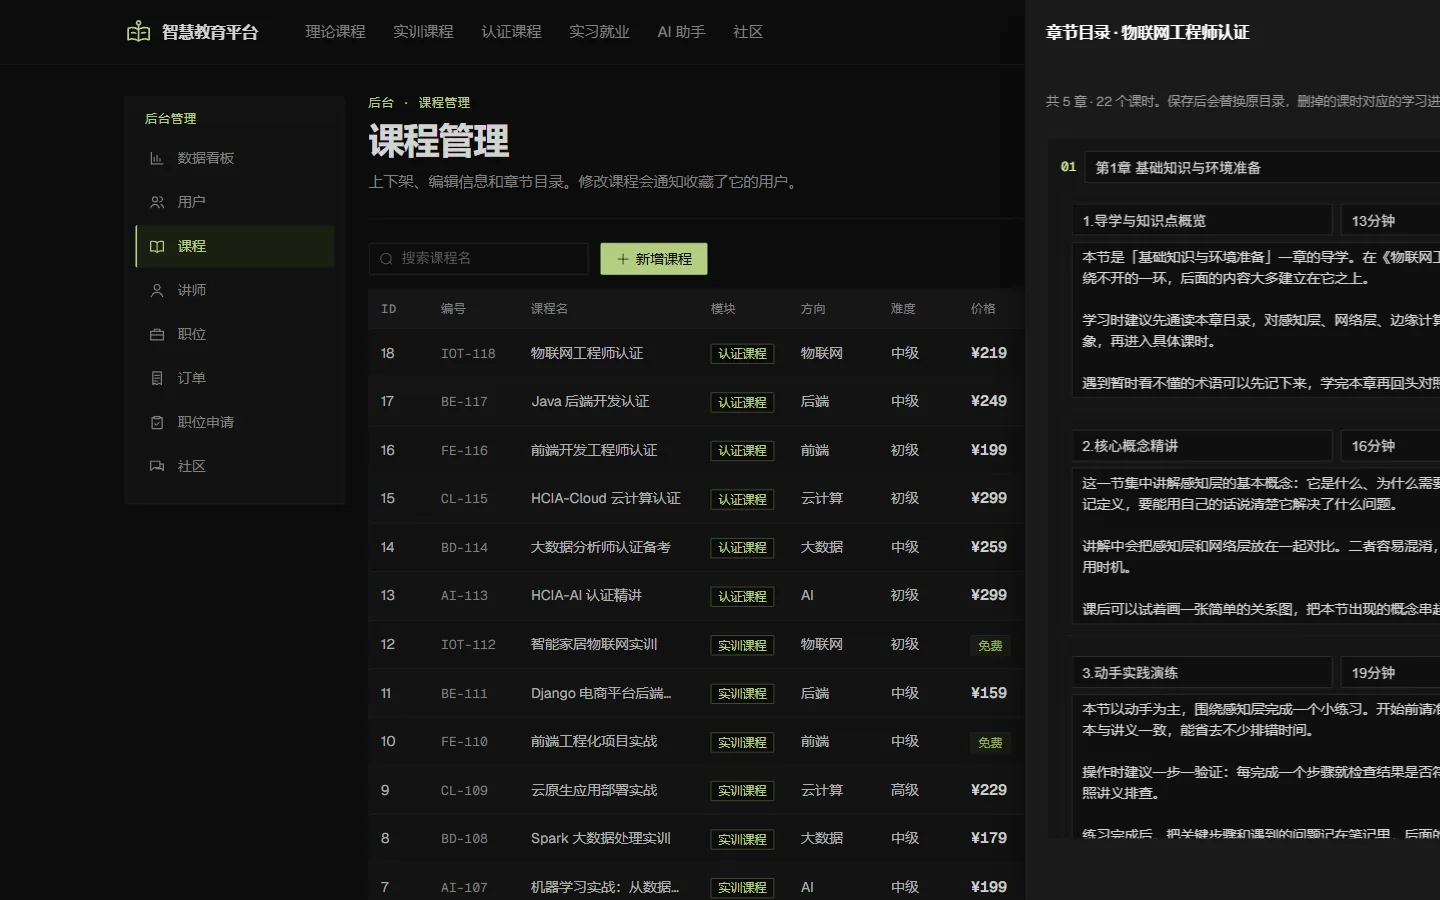 智慧教育平台
理论课程 实训课程 认证课程 实习就业 AI 助手 社区
后台管理
数据看板
用户
课程
讲师
职位
订单
职位申请
社区
后台 · 课程管理
课程管理
上下架、编辑信息和章节目录。修改课程会通知收藏了它的用户。
搜索课程名 + 新增课程
ID 编号 课程名 模块 方向 难度 价格
18 IOT-118 物联网工程师认证 认证课程 物联网 中级 ¥219
17 BE-117 Java 后端开发认证 认证课程 后端 中级 ¥249
16 FE-116 前端开发工程师认证 认证课程 前端 初级 ¥199
15 CL-115 HCIA-Cloud 云计算认证 认证课程 云计算 初级 ¥299
14 BD-114 大数据分析师认证备考 认证课程 大数据 中级 ¥259
13 AI-113 HCIA-AI 认证精讲 认证课程 AI 初级 ¥299
12 IOT-112 智能家居物联网实训 实训课程 物联网 初级 免费
11 BE-111 Django 电商平台后端... 实训课程 后端 中级 ¥159
10 FE-110 前端工程化项目实战 实训课程 前端 中级 免费
9 CL-109 云原生应用部署实战 实训课程 云计算 高级 ¥229
8 BD-108 Spark 大数据处理实训 实训课程 大数据 中级 ¥179
7 AI-107 机器学习实战：从数据... 实训课程 AI 中级 ¥199
章节目录 · 物联网工程师认证
共 5 章 · 22 个课时。保存后会替换原目录，删掉的课时对应的学习进
01 第1章 基础知识与环境准备
1.导学与知识点概览 13分钟
本节是「基础知识与环境准备」一章的导学。在《物联网工
绕不开的一环，后面的内容大多建立在它之上。
学习时建议先通读本章目录，对感知层、网络层、边缘计算
象，再进入具体课时。
遇到暂时看不懂的术语可以先记下来，学完本章再回头对照
2.核心概念精讲 16分钟
这一节集中讲解感知层的基本概念：它是什么、为什么需要
记定义，要能用自己的话说清楚它解决了什么问题。
讲解中会把感知层和网络层放在一起对比。二者容易混淆，
用时机。
课后可以试着画一张简单的关系图，把本节出现的概念串起
3.动手实践演练 19分钟
本节以动手为主，围绕感知层完成一个小练习。开始前请准
本与讲义一致，能省去不少排错时间。
操作时建议一步一验证：每完成一个步骤就检查结果是否符
照讲义排查。
练习完成后，把关键步骤和遇到的问题记在笔记里，后面的